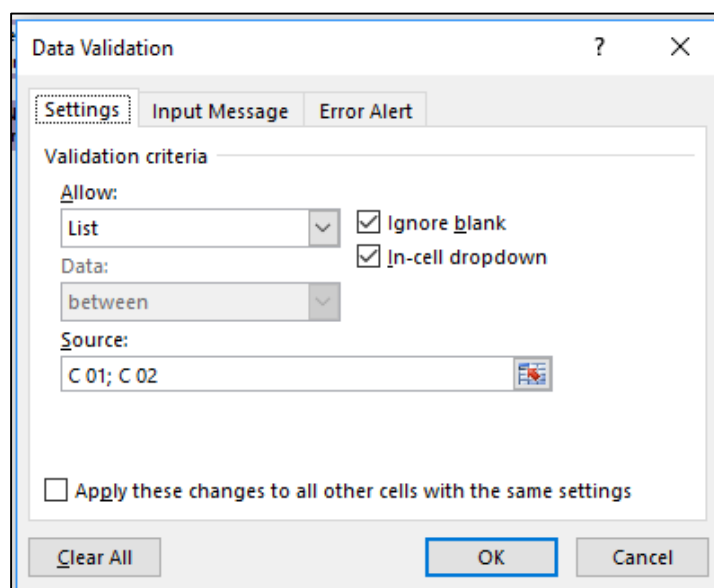 Data Validation ?
Settings Input Message Error Alert
Validation criteria
Allow:
List
Ignore blank
Data:
In-cell dropdown
between
Source:
C 01; C 02
Apply these changes to all other cells with the same settings
Clear All OK Cancel